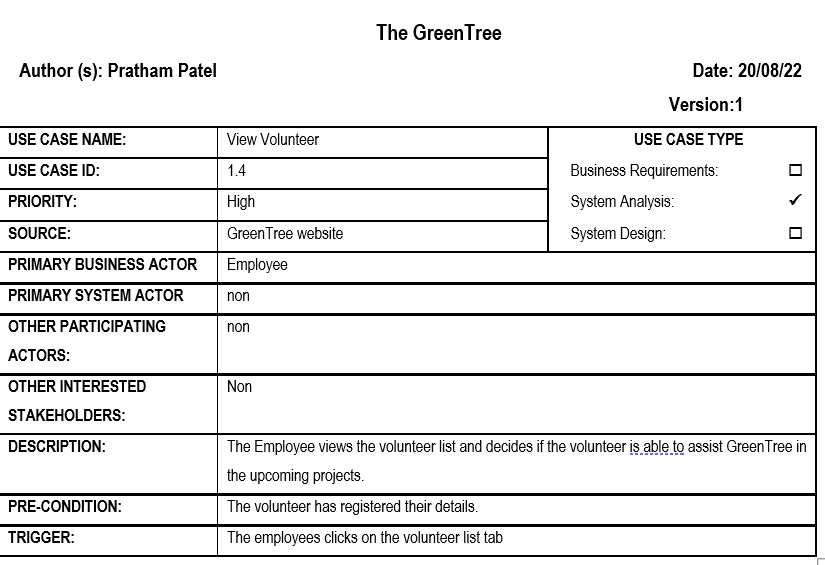 The GreenTree
Author (s): Pratham Patel Date: 20/08/22
Version:1
USE CASE NAME: View Volunteer USE CASE TYPE
USE CASE ID: 1.4 Business Requirements: ☐
PRIORITY: High System Analysis: ✓
SOURCE: GreenTree website System Design: ☐
PRIMARY BUSINESS ACTOR Employee
PRIMARY SYSTEM ACTOR non
OTHER PARTICIPATING non
ACTORS:
OTHER INTERESTED Non
STAKEHOLDERS:
DESCRIPTION: The Employee views the volunteer list and decides if the volunteer is able to assist GreenTree in
the upcoming projects.
PRE-CONDITION: The volunteer has registered their details.
TRIGGER: The employees clicks on the volunteer list tab